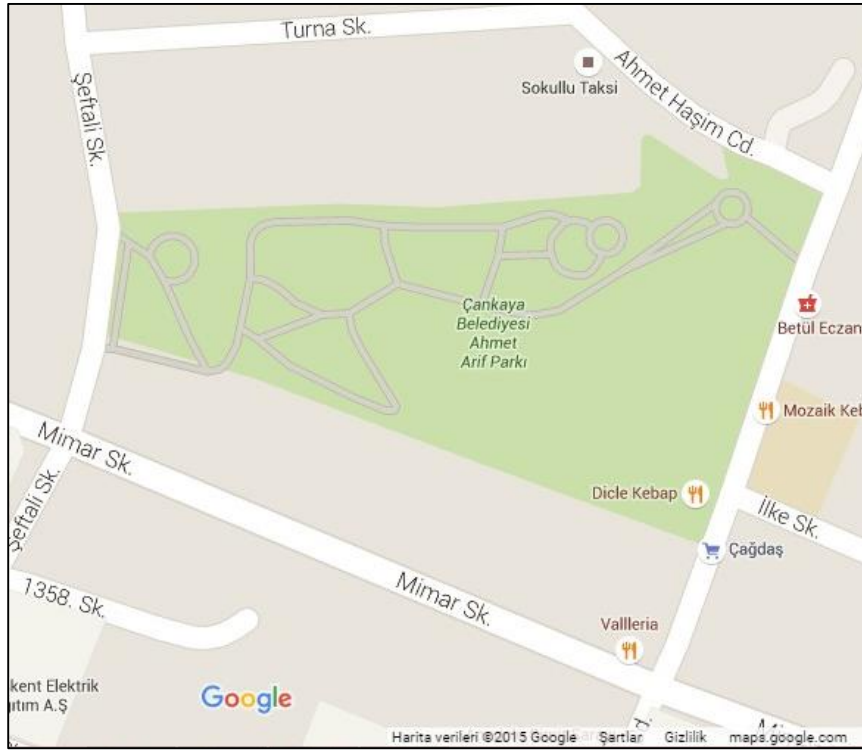 Turna Sk.
Sokullu Taksi
Ahmet Haşim Cd.
Şeftali Sk.
Çankaya
Belediyesi
Ahmet
Arif Parkı
Betül Eczan
Mozaik Keb
Mimar Sk.
Şeftali Sk.
Dicle Kebap
İlke Sk.
Çağdaş
1358. Sk.
Mimar Sk.
Vallleria
kent Elektrik
ıtım A.Ş
Google
Harita verileri ©2015 Google Şartlar Gizlilik maps.google.com